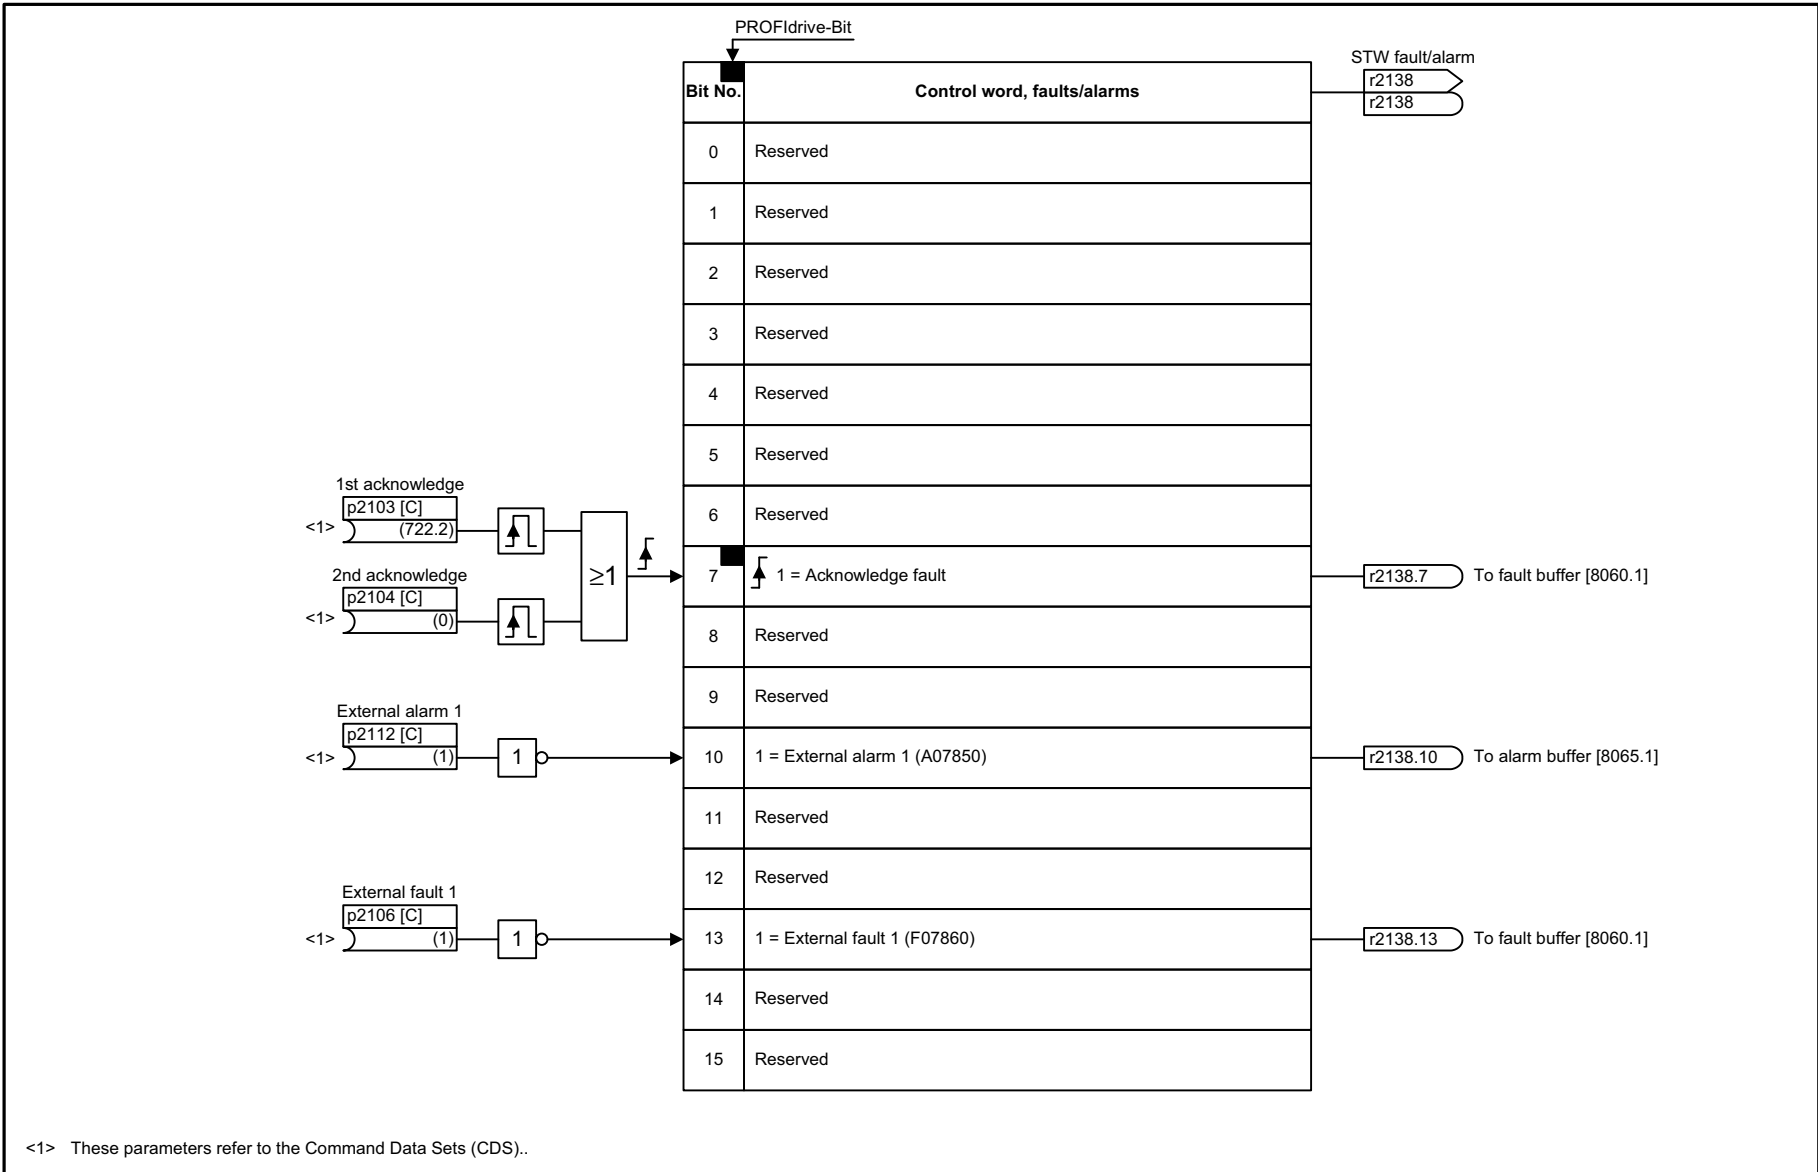 PROFIdrive-Bit
STW fault/alarm
r2138
r2138
Bit No. Control word, faults/alarms
0 Reserved
1 Reserved
2 Reserved
3 Reserved
4 Reserved
5 Reserved
6 Reserved
1st acknowledge
p2103 [C]
<1> (722.2)
2nd acknowledge
p2104 [C]
<1> (0)
≥1
7 1 = Acknowledge fault r2138.7 To fault buffer [8060.1]
8 Reserved
9 Reserved
External alarm 1
p2112 [C]
<1> (1) 1 10 1 = External alarm 1 (A07850) r2138.10 To alarm buffer [8065.1]
11 Reserved
12 Reserved
External fault 1
p2106 [C]
<1> (1) 1 13 1 = External fault 1 (F07860) r2138.13 To fault buffer [8060.1]
14 Reserved
15 Reserved
<1> These parameters refer to the Command Data Sets (CDS)..